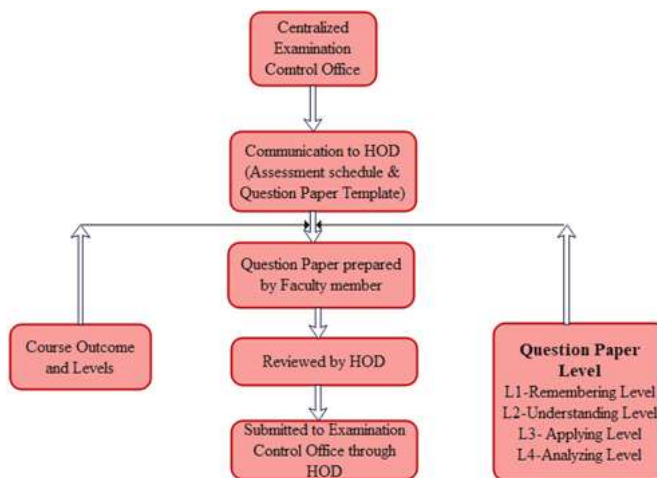 Centralized
Examination
Comtrol Office
Communication to HOD
(Assessment schedule &
Question Paper Template)
Question Paper prepared
by Faculty member
Course Outcome
and Levels
Reviewed by HOD
Question Paper
Level
L1-Remembering Level
L2-Understanding Level
L3- Applying Level
L4-Analyzing Level
Submitted to Examination
Control Office through
HOD